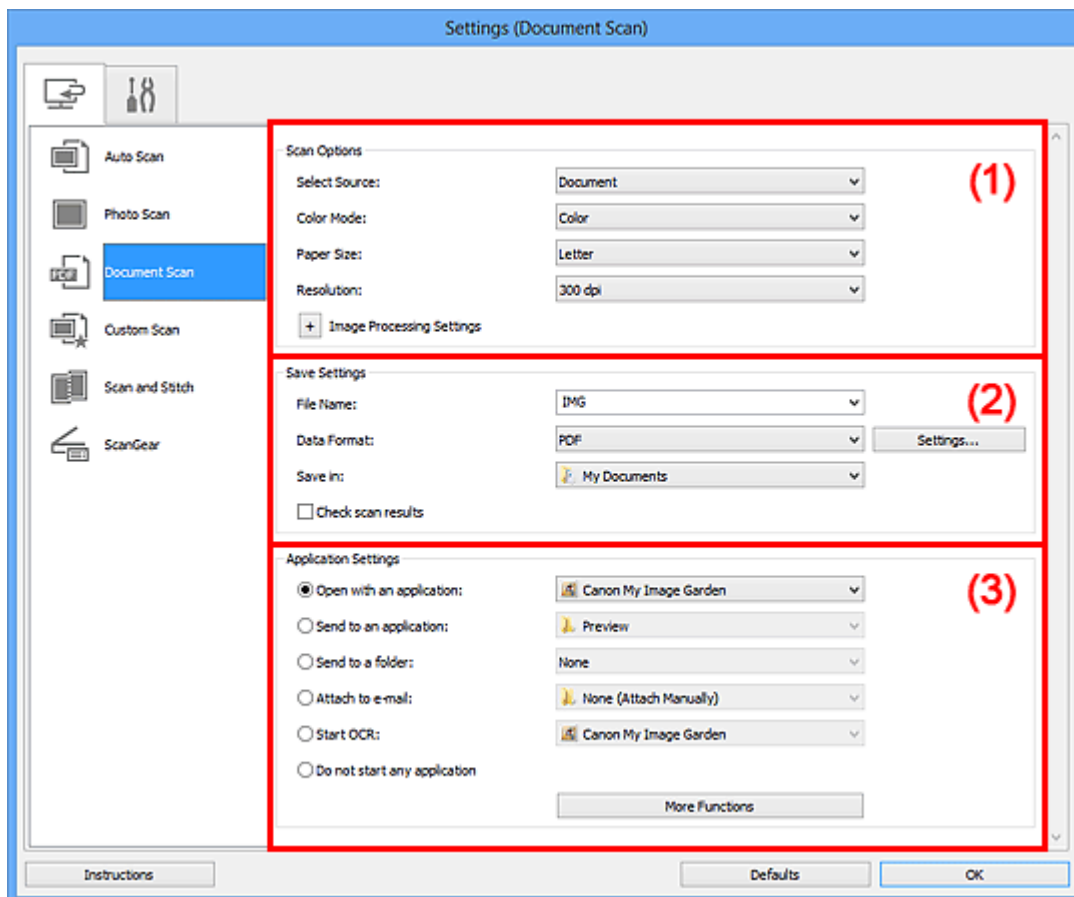 Settings (Document Scan)
Auto Scan
Photo Scan
PDF
Document Scan
Custom Scan
Scan and Stitch
ScanGear
Scan Options
(1)
Select Source: Document
Color Mode: Color
Paper Size: Letter
Resolution: 300 dpi
+ Image Processing Settings
Save Settings
(2)
File Name: IMG
Data Format: PDF Settings...
Save in: My Documents
Check scan results
Application Settings
(3)
Open with an application: Canon My Image Garden
Send to an application: Preview
Send to a folder: None
Attach to e-mail: None (Attach Manually)
Start OCR: Canon My Image Garden
Do not start any application
More Functions
Instructions Defaults OK